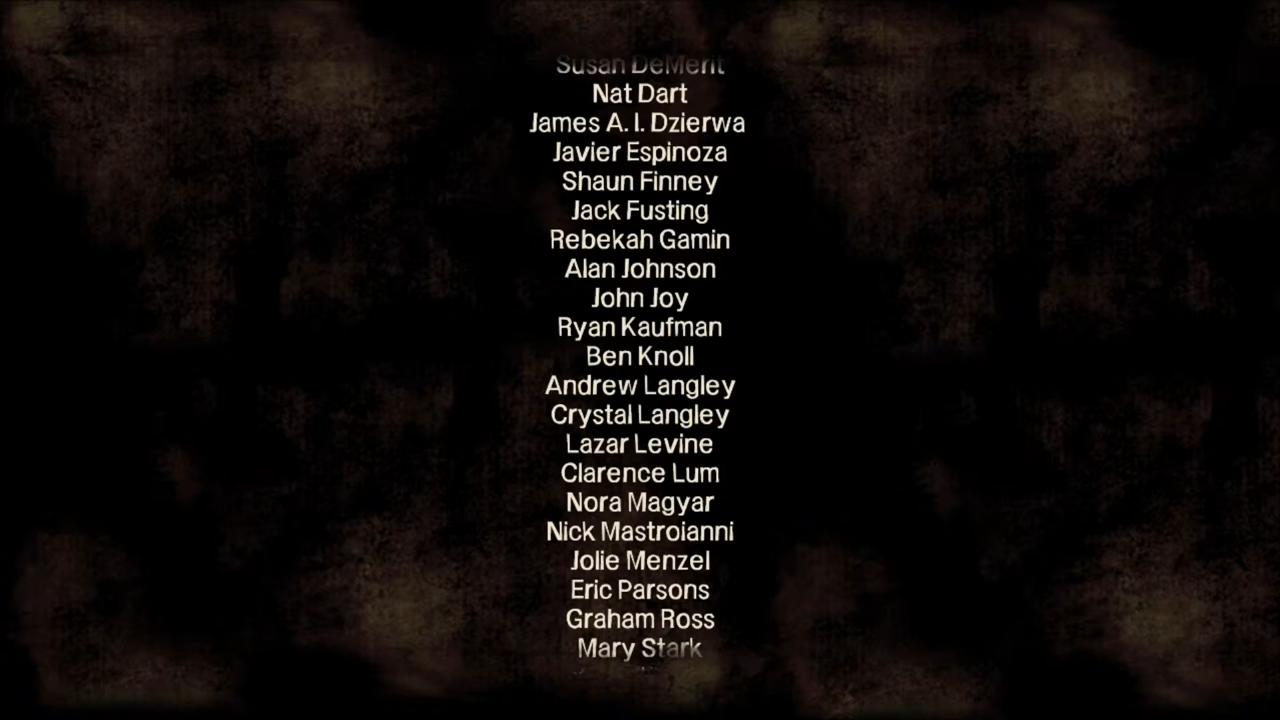 Susan DeMerit
Nat Dart
James A. I. Dzierwa
Javier Espinoza
Shaun Finney
Jack Fusting
Rebekah Gamin
Alan Johnson
John Joy
Ryan Kaufman
Ben Knoll
Andrew Langley
Crystal Langley
Lazar Levine
Clarence Lum
Nora Magyar
Nick Mastroianni
Jolie Menzel
Eric Parsons
Graham Ross
Mary Stark